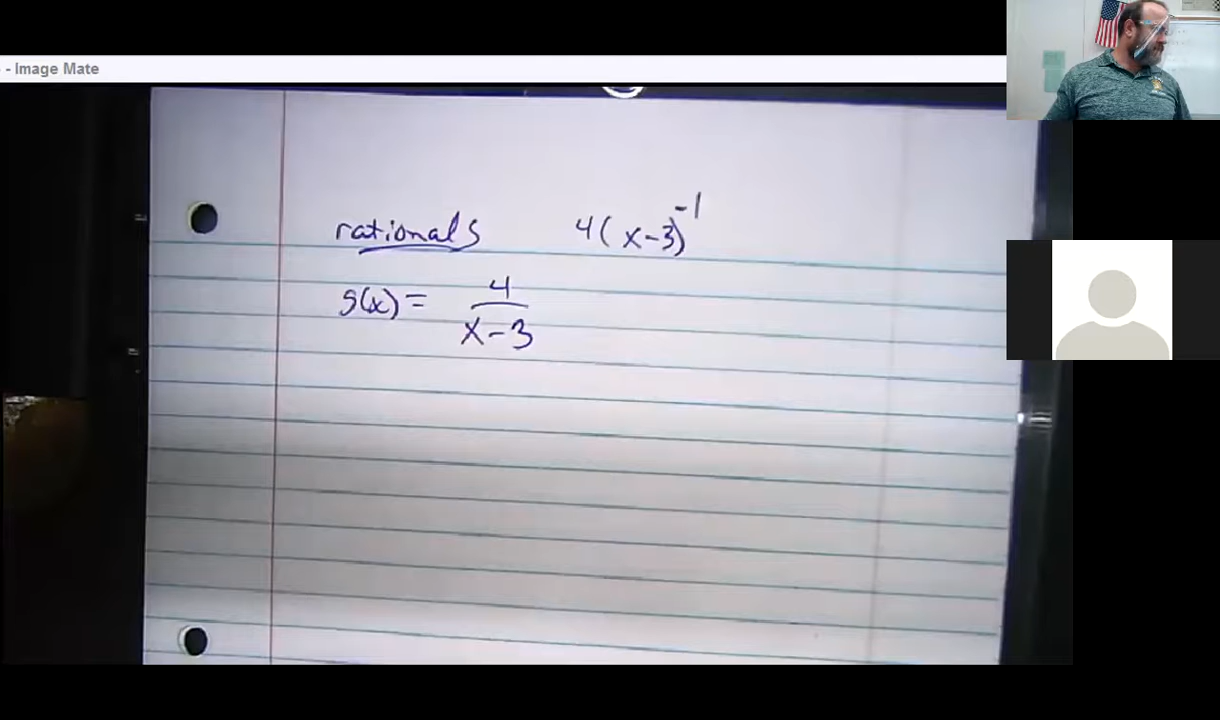 - Image Mate
rationals 4(x-3)^-1
s(x) = 4/(x-3)